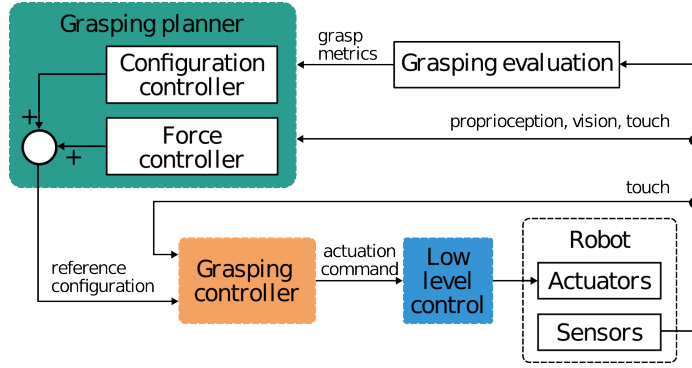 Grasping planner
Configuration
controller
+
Force
controller
+
grasp
metrics
Grasping evaluation
proprioception, vision, touch
touch
reference
configuration
Grasping
controller
actuation
command
Low
level
control
Robot
Actuators
Sensors